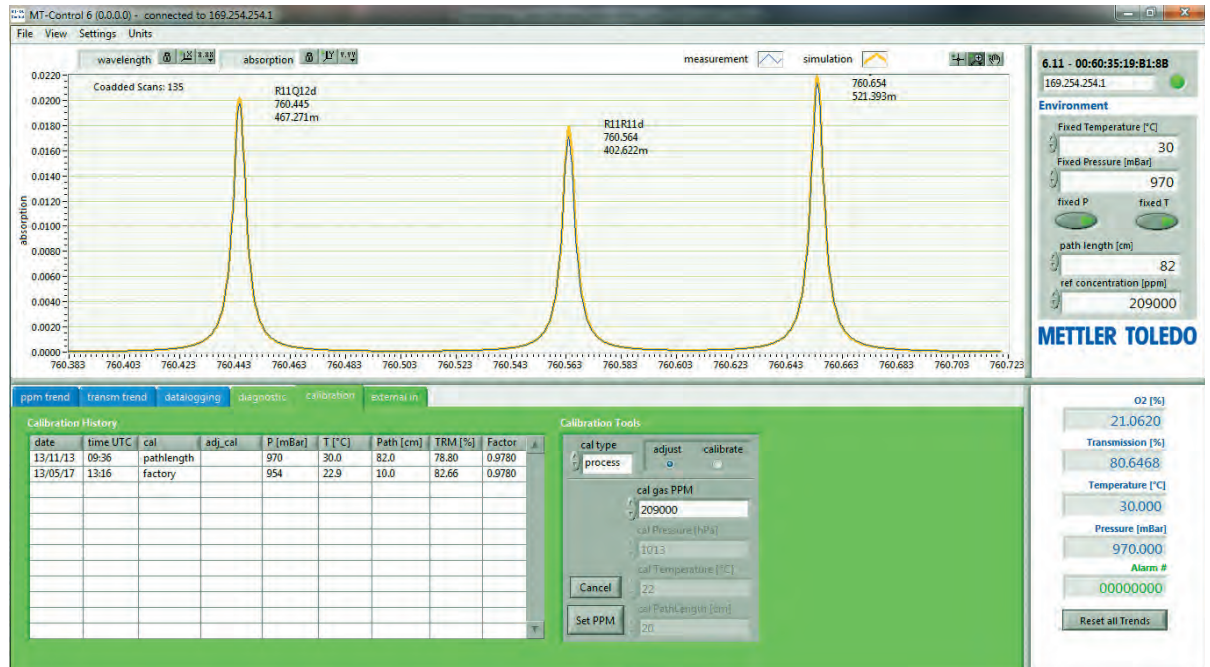 MT-Control 6 (0.0.0.0) - connected to 169.254.254.1
File View Settings Units
wavelength absorption measurement simulation
Coadded Scans: 135
R11Q12d
760.445
467.271m
R11R11d
760.564
402.622m
760.654
521.393m
absorption
0.0220
0.0200
0.0180
0.0160
0.0140
0.0120
0.0100
0.0080
0.0060
0.0040
0.0020
0.0000
760.383 760.403 760.423 760.443 760.463 760.483 760.503 760.523 760.543 760.563 760.583 760.603 760.623 760.643 760.663 760.683 760.703 760.723
6.11 - 00:60:35:19:B1:8B
169.254.254.1
Environment
Fixed Temperature [°C]
30
Fixed Pressure [mBar]
970
fixed P fixed T
path length [cm]
82
ref concentration [ppm]
209000
METTLER TOLEDO
ppm trend transm trend datalogging diagnostic calibration external in
Calibration History
date time UTC cal adj_cal P [mBar] T [°C] Path [cm] TRM [%] Factor
13/11/13 09:36 pathlength 970 30.0 82.0 78.80 0.9780
13/05/17 13:16 factory 954 22.9 10.0 82.66 0.9780
Calibration Tools
cal type adjust calibrate
process
cal gas PPM
209000
cal Pressure [hPa]
1013
cal Temperature [°C]
22
cal PathLength [cm]
20
Cancel
Set PPM
O2 [%]
21.0620
Transmission [%]
80.6468
Temperature [°C]
30.000
Pressure [mBar]
970.000
Alarm #
00000000
Reset all Trends